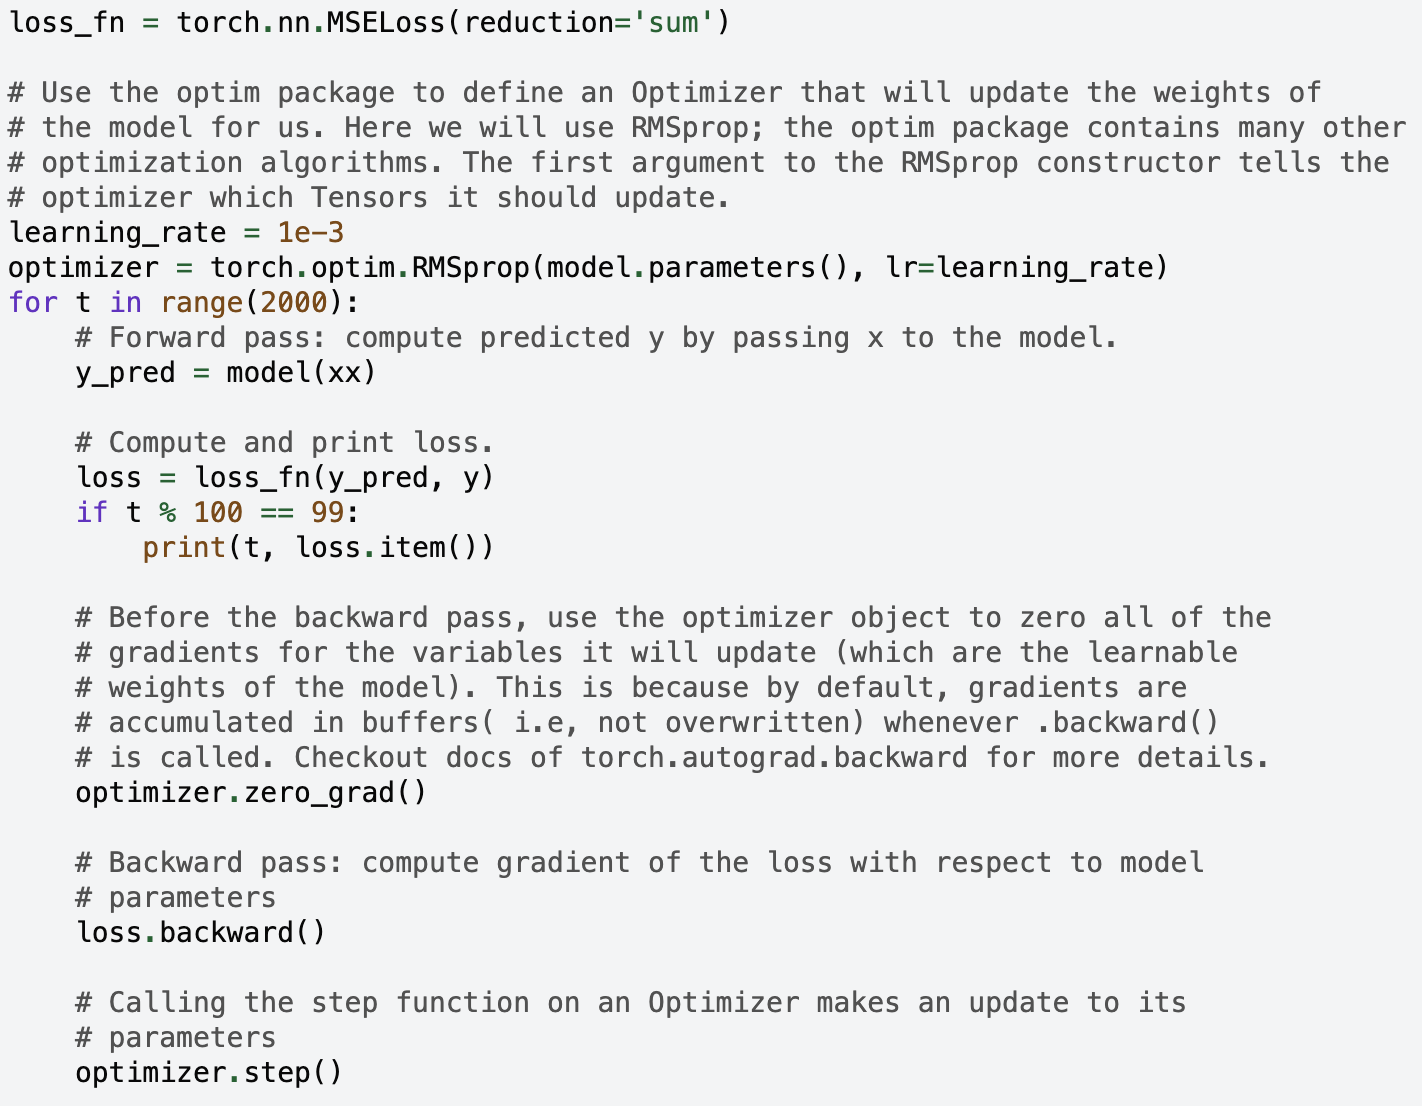 loss_fn = torch.nn.MSELoss(reduction='sum')

# Use the optim package to define an Optimizer that will update the weights of
# the model for us. Here we will use RMSprop; the optim package contains many other
# optimization algorithms. The first argument to the RMSprop constructor tells the
# optimizer which Tensors it should update.
learning_rate = 1e-3
optimizer = torch.optim.RMSprop(model.parameters(), lr=learning_rate)
for t in range(2000):
    # Forward pass: compute predicted y by passing x to the model.
    y_pred = model(xx)

    # Compute and print loss.
    loss = loss_fn(y_pred, y)
    if t % 100 == 99:
        print(t, loss.item())

    # Before the backward pass, use the optimizer object to zero all of the
    # gradients for the variables it will update (which are the learnable
    # weights of the model). This is because by default, gradients are
    # accumulated in buffers( i.e, not overwritten) whenever .backward()
    # is called. Checkout docs of torch.autograd.backward for more details.
    optimizer.zero_grad()

    # Backward pass: compute gradient of the loss with respect to model
    # parameters
    loss.backward()

    # Calling the step function on an Optimizer makes an update to its
    # parameters
    optimizer.step()